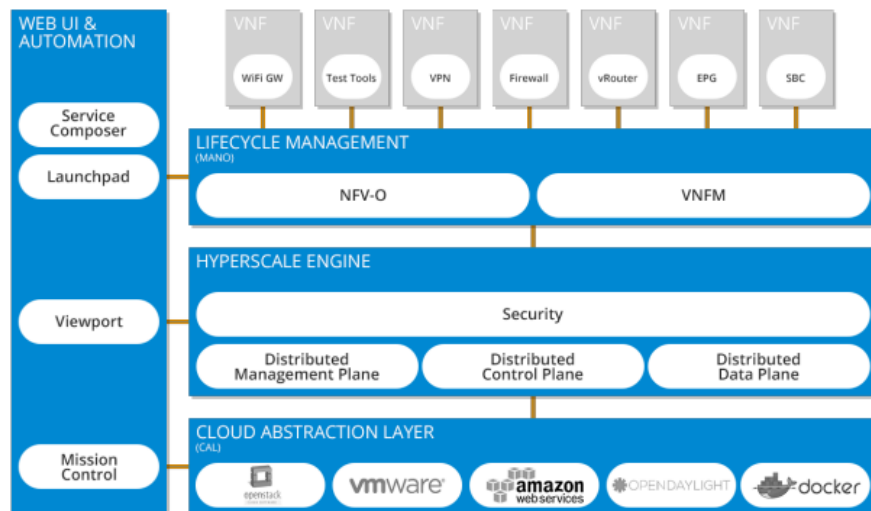 WEB UI &
AUTOMATION
Service
Composer
Launchpad
Viewport
Mission
Control
VNF
WiFi GW
VNF
Test Tools
VNF
VPN
VNF
Firewall
VNF
vRouter
VNF
EPG
VNF
SBC
LIFECYCLE MANAGEMENT
(MANO)
NFV-O
VNFM
HYPERSCALE ENGINE
Security
Distributed
Management Plane
Distributed
Control Plane
Distributed
Data Plane
CLOUD ABSTRACTION LAYER
(CAL)
openstack
vmware
amazon
webservices
OPENDAYLIGHT
docker